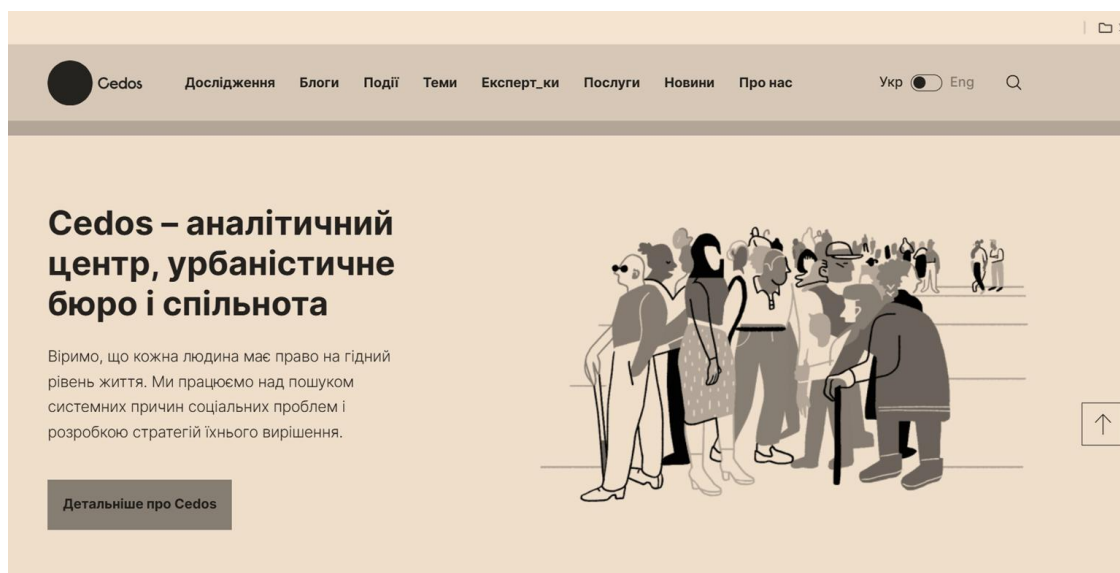 Cedos
Дослідження Блоги Події Теми Експерт_ки Послуги Новини Про нас
Укр Eng
Cedos – аналітичний
центр, урбаністичне
бюро і спільнота
Віримо, що кожна людина має право на гідний
рівень життя. Ми працюємо над пошуком
системних причин соціальних проблем і
розробкою стратегій їхнього вирішення.
Детальніше про Cedos